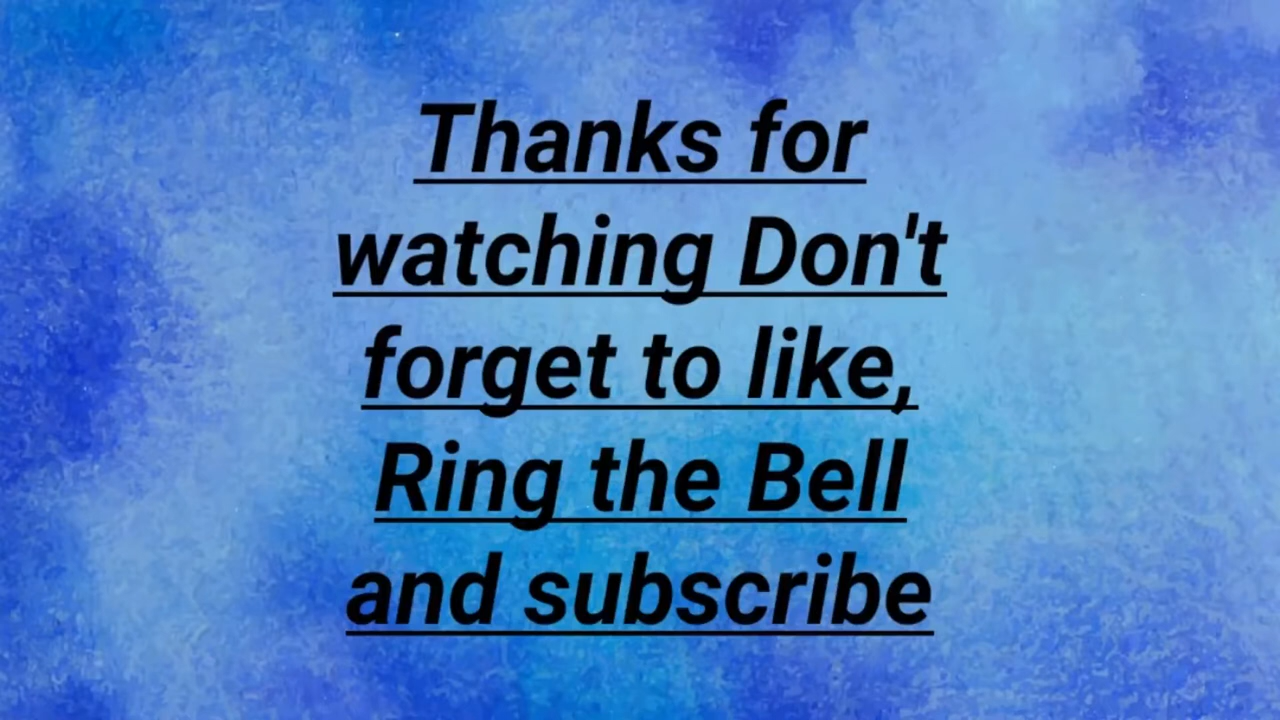 Thanks for
watching Don't
forget to like,
Ring the Bell
and subscribe